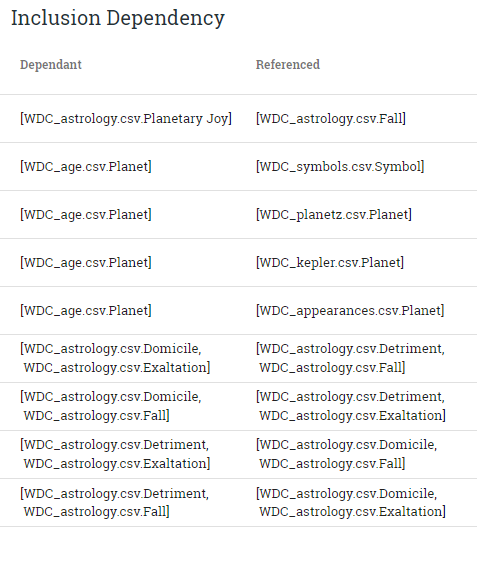 Inclusion Dependency
Dependant Referenced
[WDC_astrology.csv.Planetary Joy] [WDC_astrology.csv.Fall]
[WDC_age.csv.Planet] [WDC_symbols.csv.Symbol]
[WDC_age.csv.Planet] [WDC_planetz.csv.Planet]
[WDC_age.csv.Planet] [WDC_kepler.csv.Planet]
[WDC_age.csv.Planet] [WDC_appearances.csv.Planet]
[WDC_astrology.csv.Domicile, [WDC_astrology.csv.Detriment,
WDC_astrology.csv.Exaltation] WDC_astrology.csv.Fall]
[WDC_astrology.csv.Domicile, [WDC_astrology.csv.Detriment,
WDC_astrology.csv.Fall] WDC_astrology.csv.Exaltation]
[WDC_astrology.csv.Detriment, [WDC_astrology.csv.Domicile,
WDC_astrology.csv.Exaltation] WDC_astrology.csv.Fall]
[WDC_astrology.csv.Detriment, [WDC_astrology.csv.Domicile,
WDC_astrology.csv.Fall] WDC_astrology.csv.Exaltation]